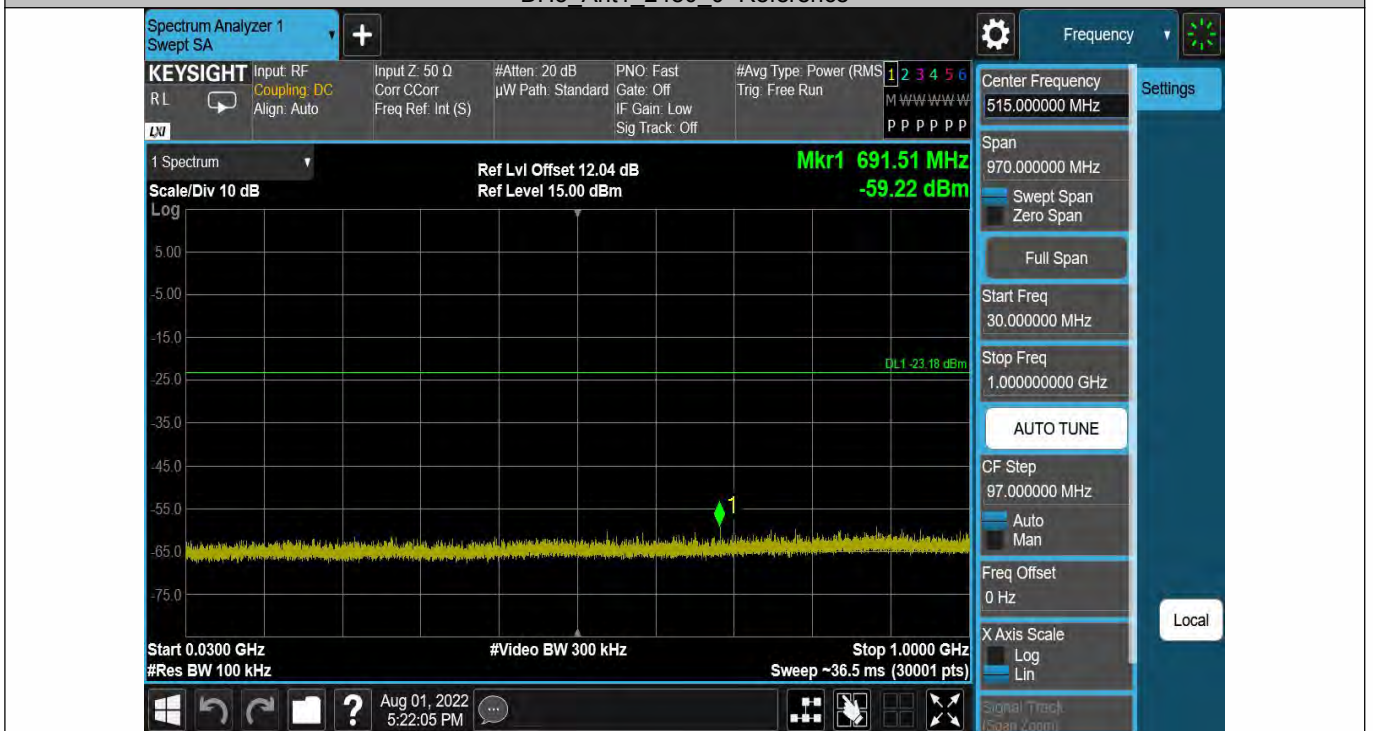 Spectrum Analyzer 1
Swept SA
Frequency
KEYSIGHT
R L
LXI
Input: RF
Coupling: DC
Align: Auto
Input Z: 50 Ω
Corr CCorr
Freq Ref: Int (S)
#Atten: 20 dB
µW Path: Standard
PNO: Fast
Gate: Off
IF Gain: Low
Sig Track: Off
#Avg Type: Power (RMS
Trig: Free Run
1 2 3 4 5 6
M W W W W W
P P P P P P
1 Spectrum
Scale/Div 10 dB
Log
Ref Lvl Offset 12.04 dB
Ref Level 15.00 dBm
Mkr1 691.51 MHz
-59.22 dBm
5.00
-5.00
-15.0
DL1 -23.18 dBm
-25.0
-35.0
-45.0
-55.0
1
-65.0
-75.0
Start 0.0300 GHz
#Res BW 100 kHz
#Video BW 300 kHz
Stop 1.0000 GHz
Sweep ~36.5 ms (30001 pts)
Center Frequency
515.000000 MHz
Settings
Span
970.000000 MHz
Swept Span
Zero Span
Full Span
Start Freq
30.000000 MHz
Stop Freq
1.000000000 GHz
AUTO TUNE
CF Step
97.000000 MHz
Auto
Man
Freq Offset
0 Hz
X Axis Scale
Log
Lin
Local
Signal Track
(Span Zoom)
?
Aug 01, 2022
5:22:05 PM